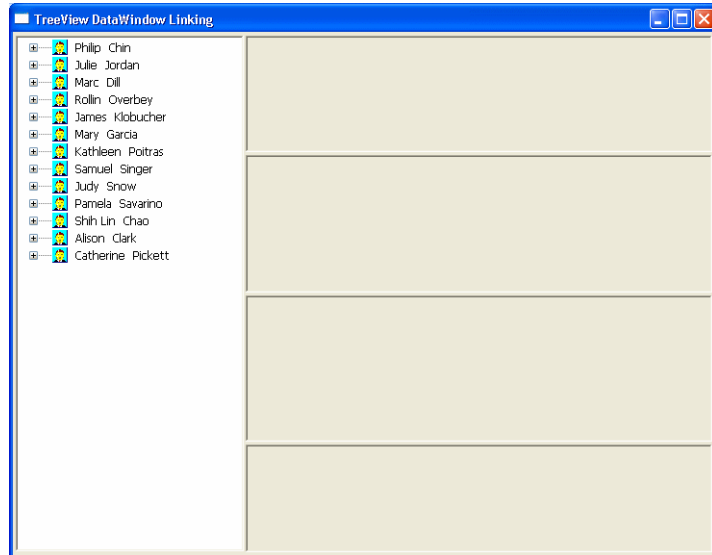 TreeView DataWindow Linking
Philip Chin
Julie Jordan
Marc Dill
Rollin Overbey
James Klobucher
Mary Garcia
Kathleen Poitras
Samuel Singer
Judy Snow
Pamela Savarino
Shih Lin Chao
Alison Clark
Catherine Pickett